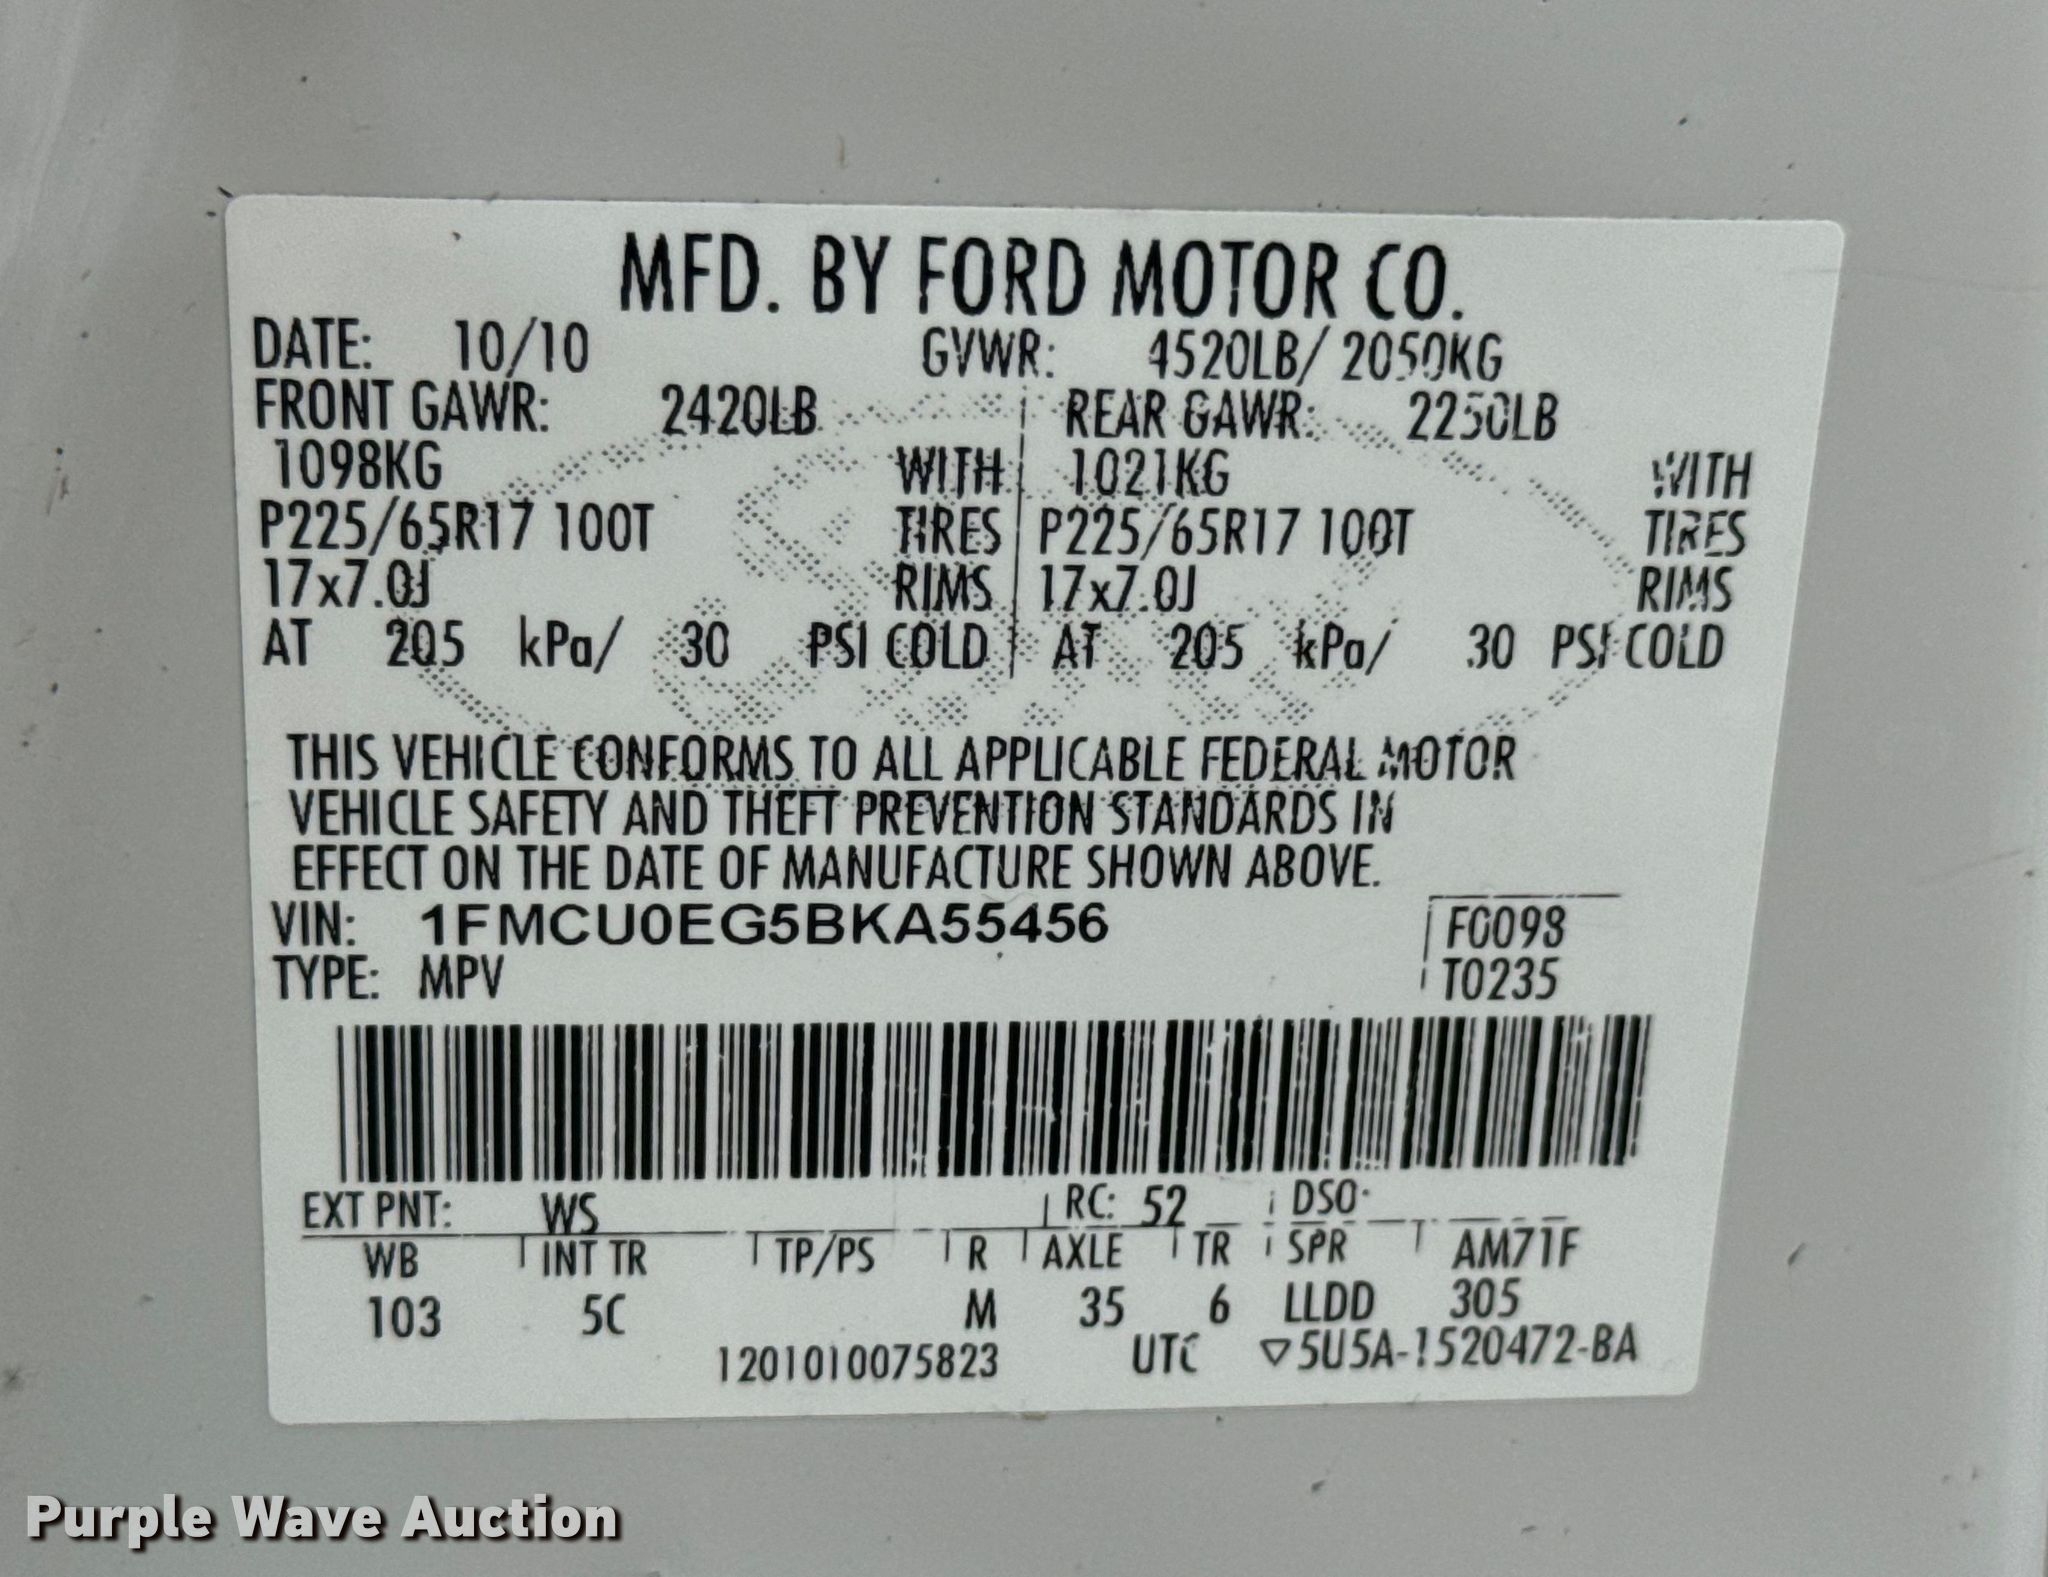 MFD. BY FORD MOTOR CO.
DATE: 10/10 GVWR: 4520LB/ 2050KG
FRONT GAWR: 2420LB REAR GAWR: 2250LB
1098KG WITH 1021KG WITH
P225/65R17 100T TIRES P225/65R17 100T TIRES
17x7.0J RIMS 17x7.0J RIMS
AT 205 kPa/ 30 PSI COLD AT 205 kPa/ 30 PSI COLD
THIS VEHICLE CONFORMS TO ALL APPLICABLE FEDERAL MOTOR
VEHICLE SAFETY AND THEFT PREVENTION STANDARDS IN
EFFECT ON THE DATE OF MANUFACTURE SHOWN ABOVE.
VIN: 1FMCU0EG5BKA55456 F0098
TYPE: MPV T0235
EXT PNT: WS RC: 52 DSO:
WB INT TR TP/PS R AXLE TR SPR AM71F
103 5C M 35 6 LLDD 305
1201010075823 UTC ▽5U5A-1520472-BA
Purple Wave Auction